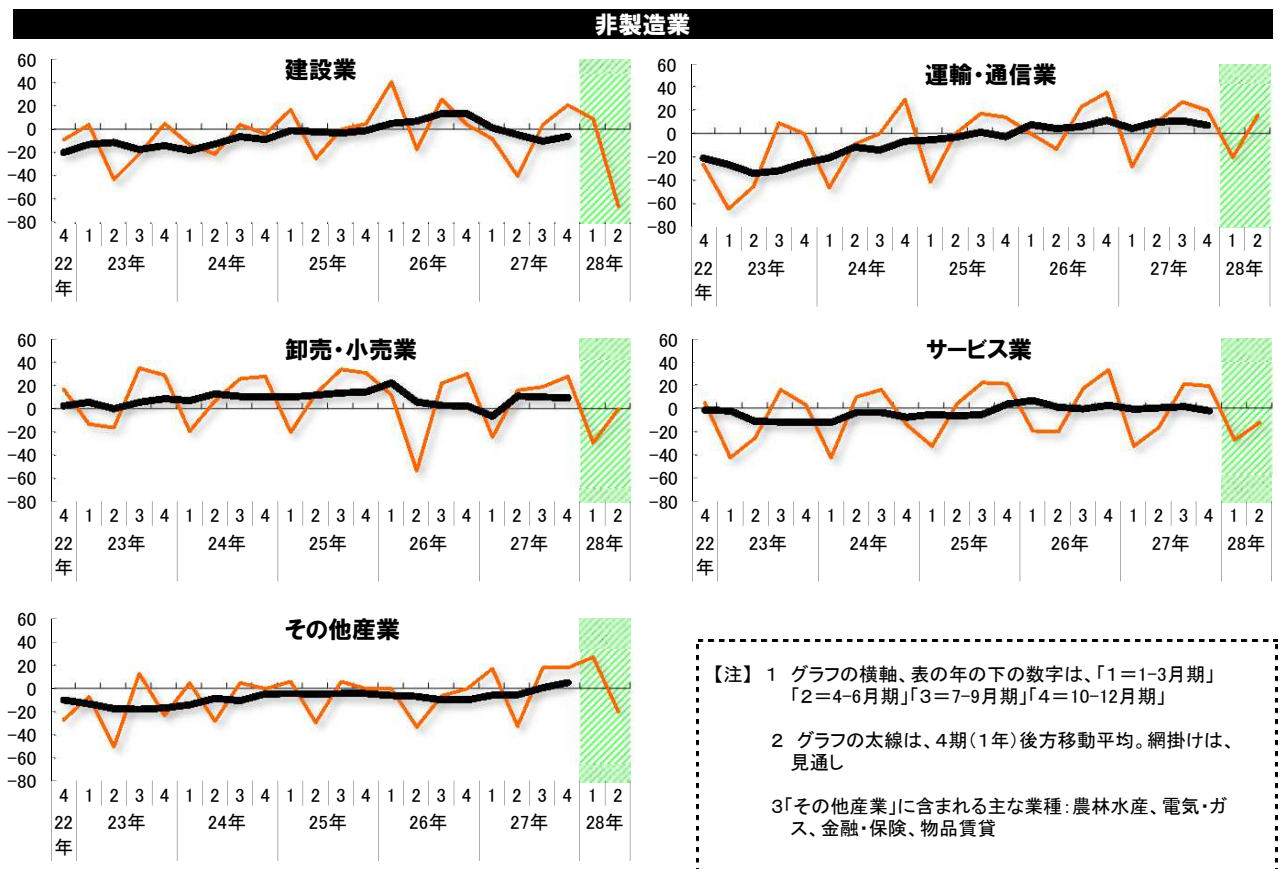 非製造業
建設業
60
40
20
0
-20
-40
-60
-80
4 1 2 3 4 1 2 3 4 1 2 3 4 1 2 3 4 1 2 3 4 1 2
22年 23年 24年 25年 26年 27年 28年
運輸・通信業
60
40
20
0
-20
-40
-60
-80
4 1 2 3 4 1 2 3 4 1 2 3 4 1 2 3 4 1 2 3 4 1 2
22年 23年 24年 25年 26年 27年 28年
卸売・小売業
60
40
20
0
-20
-40
-60
-80
4 1 2 3 4 1 2 3 4 1 2 3 4 1 2 3 4 1 2 3 4 1 2
22年 23年 24年 25年 26年 27年 28年
サービス業
60
40
20
0
-20
-40
-60
-80
4 1 2 3 4 1 2 3 4 1 2 3 4 1 2 3 4 1 2 3 4 1 2
22年 23年 24年 25年 26年 27年 28年
その他産業
60
40
20
0
-20
-40
-60
-80
4 1 2 3 4 1 2 3 4 1 2 3 4 1 2 3 4 1 2 3 4 1 2
22年 23年 24年 25年 26年 27年 28年
【注】 1 グラフの横軸、表の年の下の数字は、「1=1-3月期」
「2=4-6月期」「3=7-9月期」「4=10-12月期」
2 グラフの太線は、4期(1年)後方移動平均。網掛けは、
見通し
3「その他産業」に含まれる主な業種:農林水産、電気・ガ
ス、金融・保険、物品賃貸